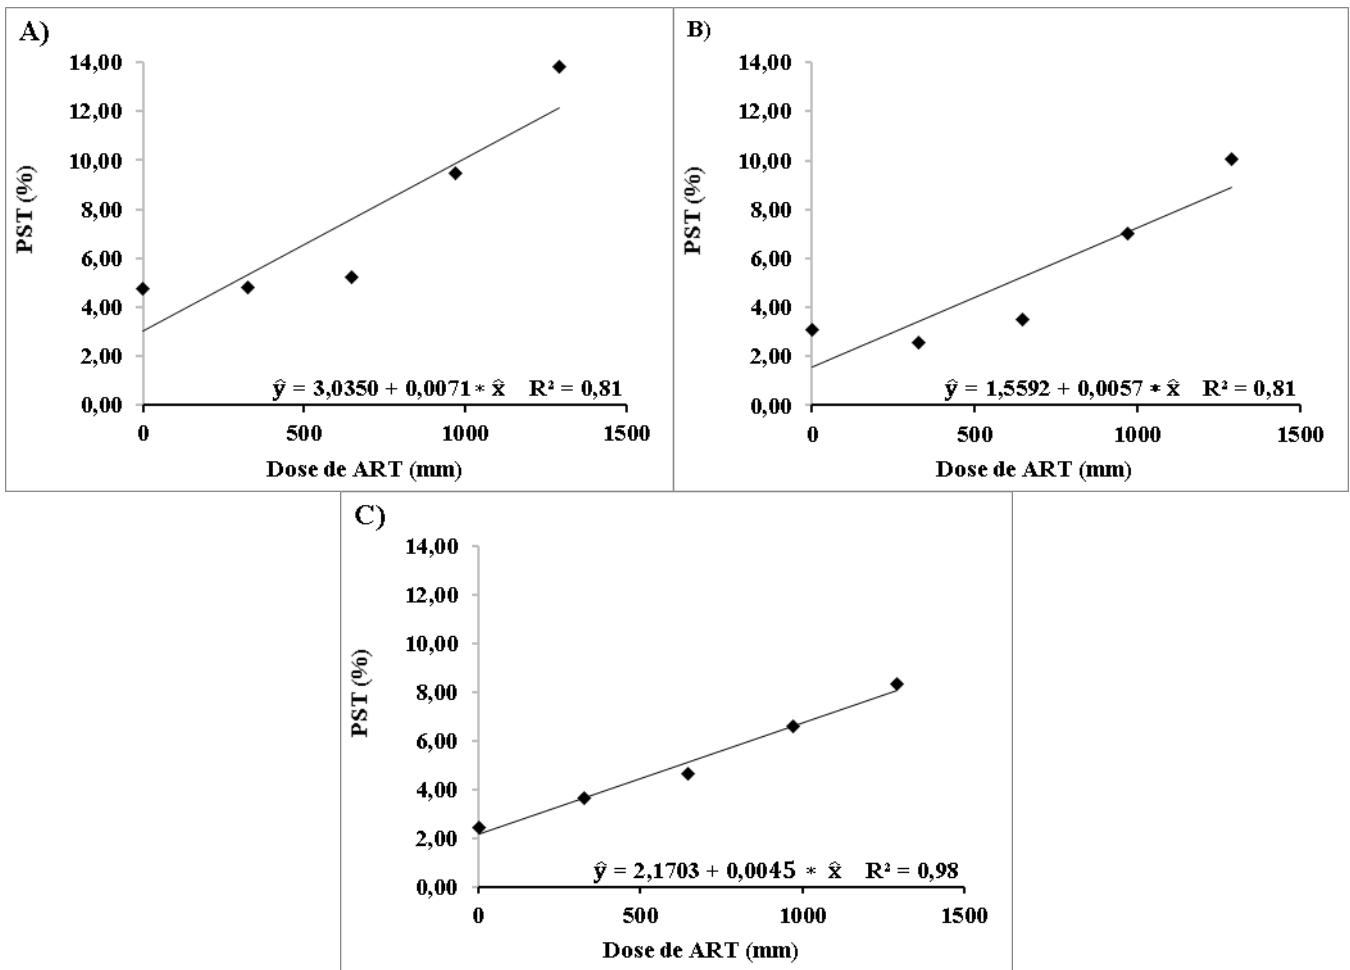 A)
14,00
12,00
10,00
8,00
6,00
4,00
2,00
0,00
PST (%)
ŷ = 3,0350 + 0,0071* x̂ R² = 0,81
0 500 1000 1500
Dose de ART (mm)
B)
14,00
12,00
10,00
8,00
6,00
4,00
2,00
0,00
PST (%)
ŷ = 1,5592 + 0,0057 * x̂ R² = 0,81
0 500 1000 1500
Dose de ART (mm)
C)
14,00
12,00
10,00
8,00
6,00
4,00
2,00
0,00
PST (%)
ŷ = 2,1703 + 0,0045 * x̂ R² = 0,98
0 500 1000 1500
Dose de ART (mm)